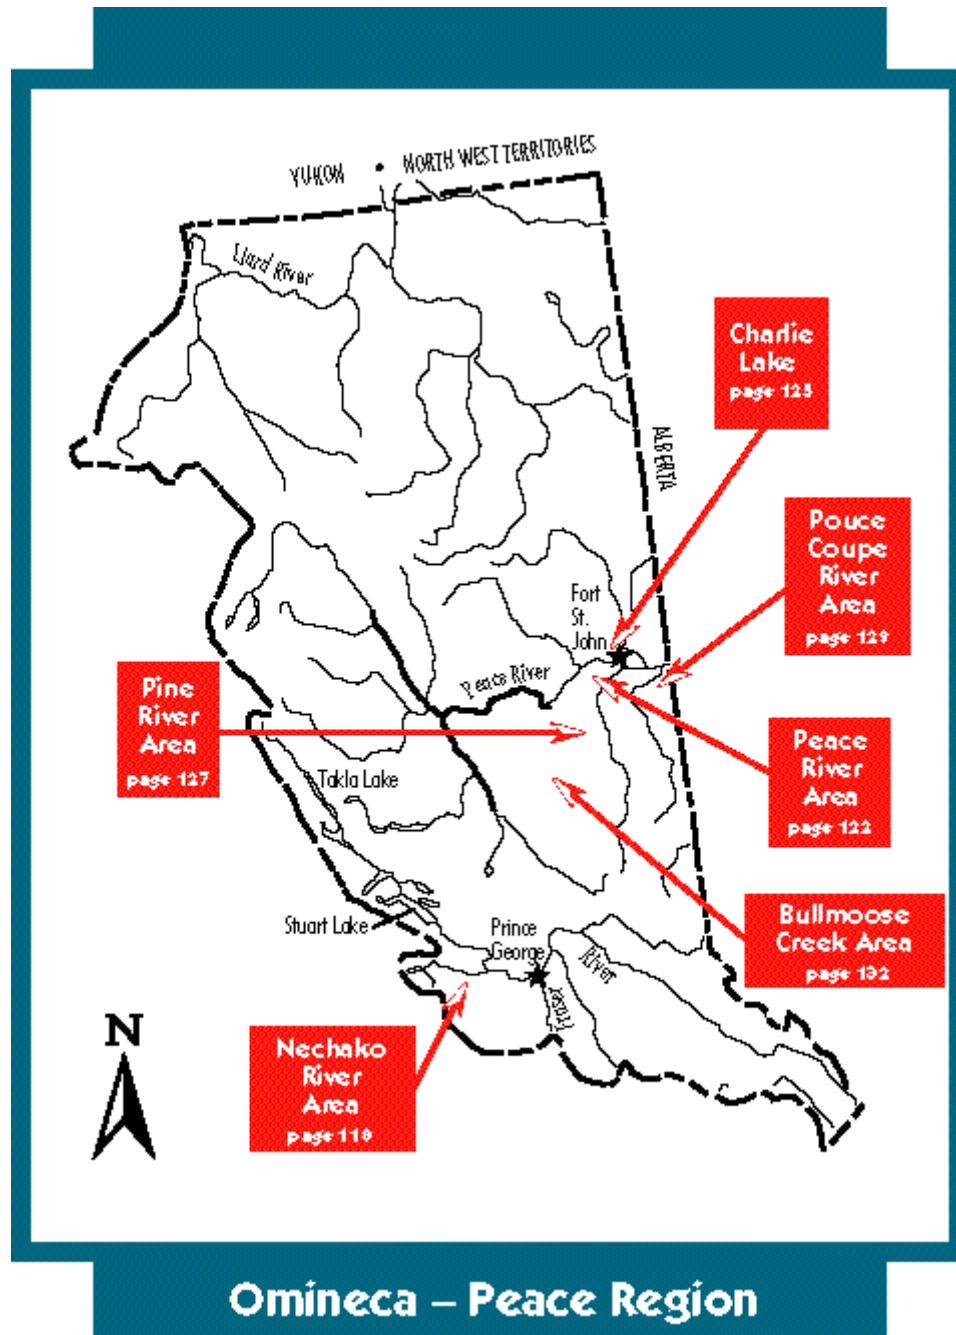 YUKON
NORTH WEST TERRITORIES
Liard River
Charlie
Lake
page 125
ALBERTA
Pouce
Coupe
River
Area
page 129
Fort
St.
John
Peace River
Pine
River
Area
page 127
Peace
River
Area
page 122
Takla Lake
Bullmoose
Creek Area
page 132
Stuart Lake
Prince
George
Fraser
River
N
Nechako
River
Area
page 118
Omineca – Peace Region